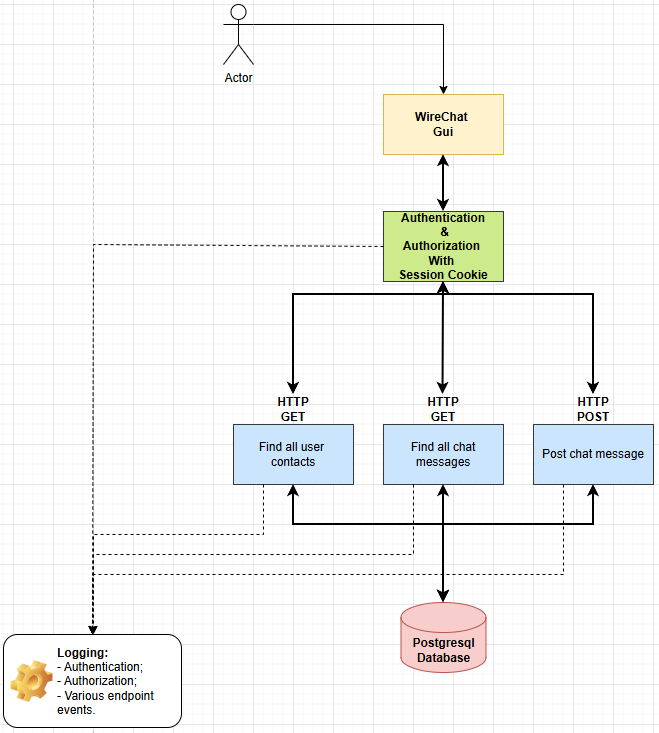 Actor
WireChat
Gui
Authentication
&
Authorization
With
Session Cookie
HTTP
GET
HTTP
GET
HTTP
POST
Find all user
contacts
Find all chat
messages
Post chat message
Postgresql
Database
Logging:
- Authentication;
- Authorization;
- Various endpoint
events.